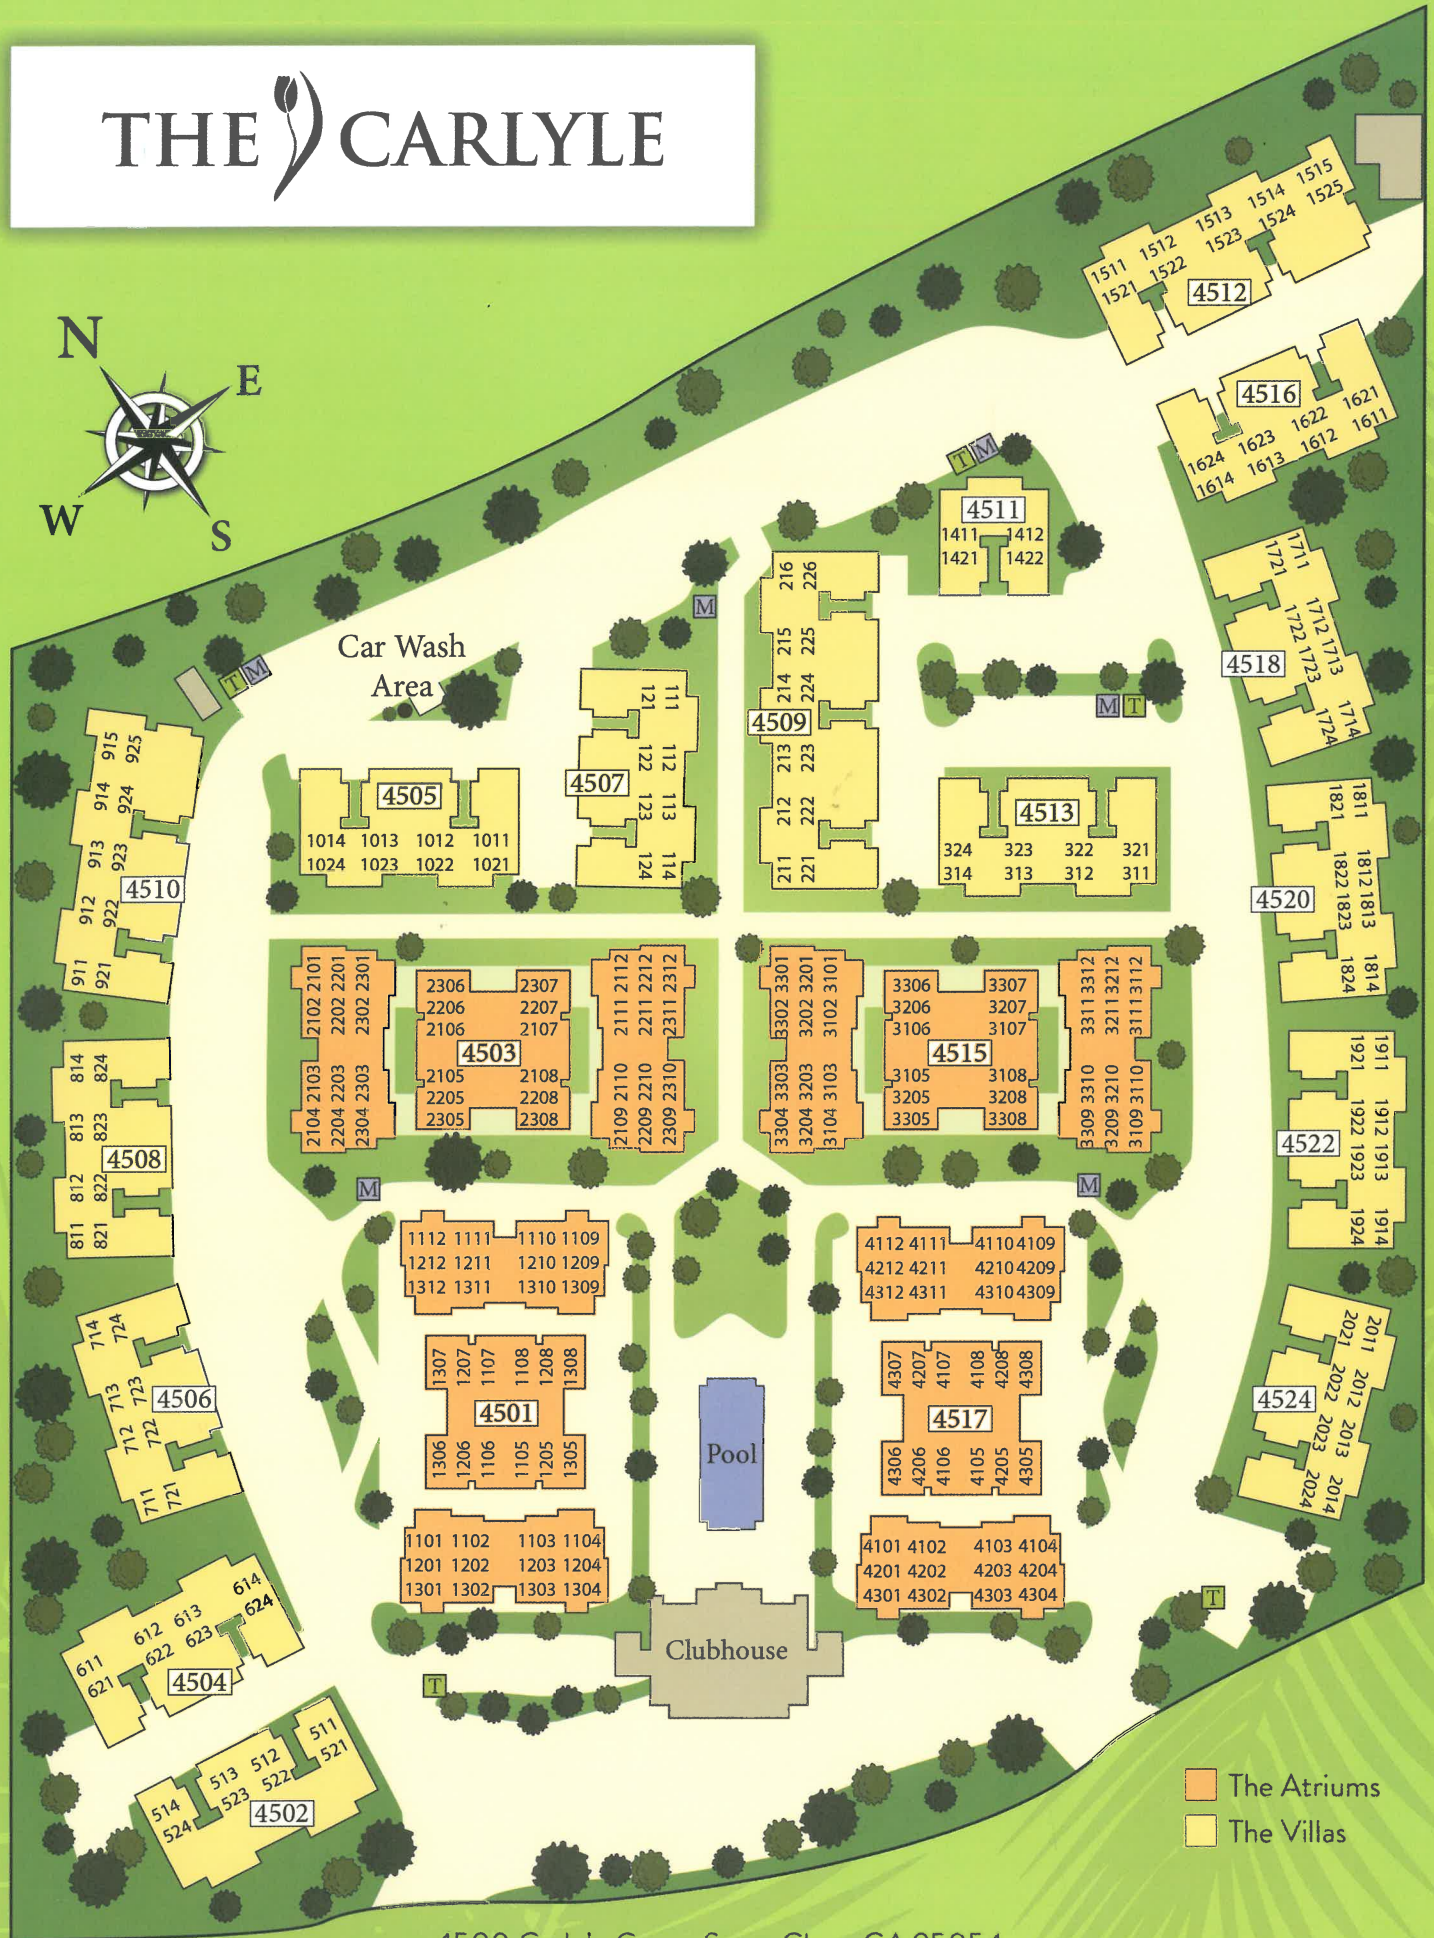 THE CARLYLE
N
E
W
S
1511 1512 1513 1514 1515
1521 1522 1523 1524 1525
4512
4516
1624 1623 1622 1621
1614 1613 1612 1611
T M
4511
1411 1412
1421 1422
216 226
215 225
214 224
4509
213 223
212 222
211 221
M
Car Wash
Area
T M
121 111
122 112
4507
123 113
124 114
4505
1014 1013 1012 1011
1024 1023 1022 1021
M T
4513
324 323 322 321
314 313 312 311
1721 1711
1722 1712
4518
1723 1713
1724 1714
1821 1811
1822 1812
4520
1823 1813
1824 1814
1921 1911
1922 1912
4522
1923 1913
1924 1914
2021 2011
2022 2012
4524
2023 2013
2024 2014
915 925
914 924
913 923
4510
912 922
911 921
814 824
813 823
4508
812 822
811 821
714 724
713 723
4506
712 722
711 721
611 612 613 614
621 622 623 624
4504
514 513 512 511
524 523 522 521
4502
2101 2201 2301
2102 2202 2302
2103 2203 2303
2104 2204 2304
2306 2307
2206 2207
2106 2107
4503
2105 2108
2205 2208
2305 2308
2112 2212 2312
2111 2211 2311
2110 2210 2310
2109 2209 2309
3301 3201 3101
3302 3202 3102
3303 3203 3103
3304 3204 3104
3306 3307
3206 3207
3106 3107
4515
3105 3108
3205 3208
3305 3308
3312 3212 3112
3311 3211 3111
3310 3210 3110
3309 3209 3109
M
M
1112 1111 1110 1109
1212 1211 1210 1209
1312 1311 1310 1309
1307 1207 1107 1108 1208 1308
4501
1306 1206 1106 1105 1205 1305
1101 1102 1103 1104
1201 1202 1203 1204
1301 1302 1303 1304
4112 4111 4110 4109
4212 4211 4210 4209
4312 4311 4310 4309
4307 4207 4107 4108 4208 4308
4517
4306 4206 4106 4105 4205 4305
4101 4102 4103 4104
4201 4202 4203 4204
4301 4302 4303 4304
Pool
Clubhouse
T
T
The Atriums
The Villas